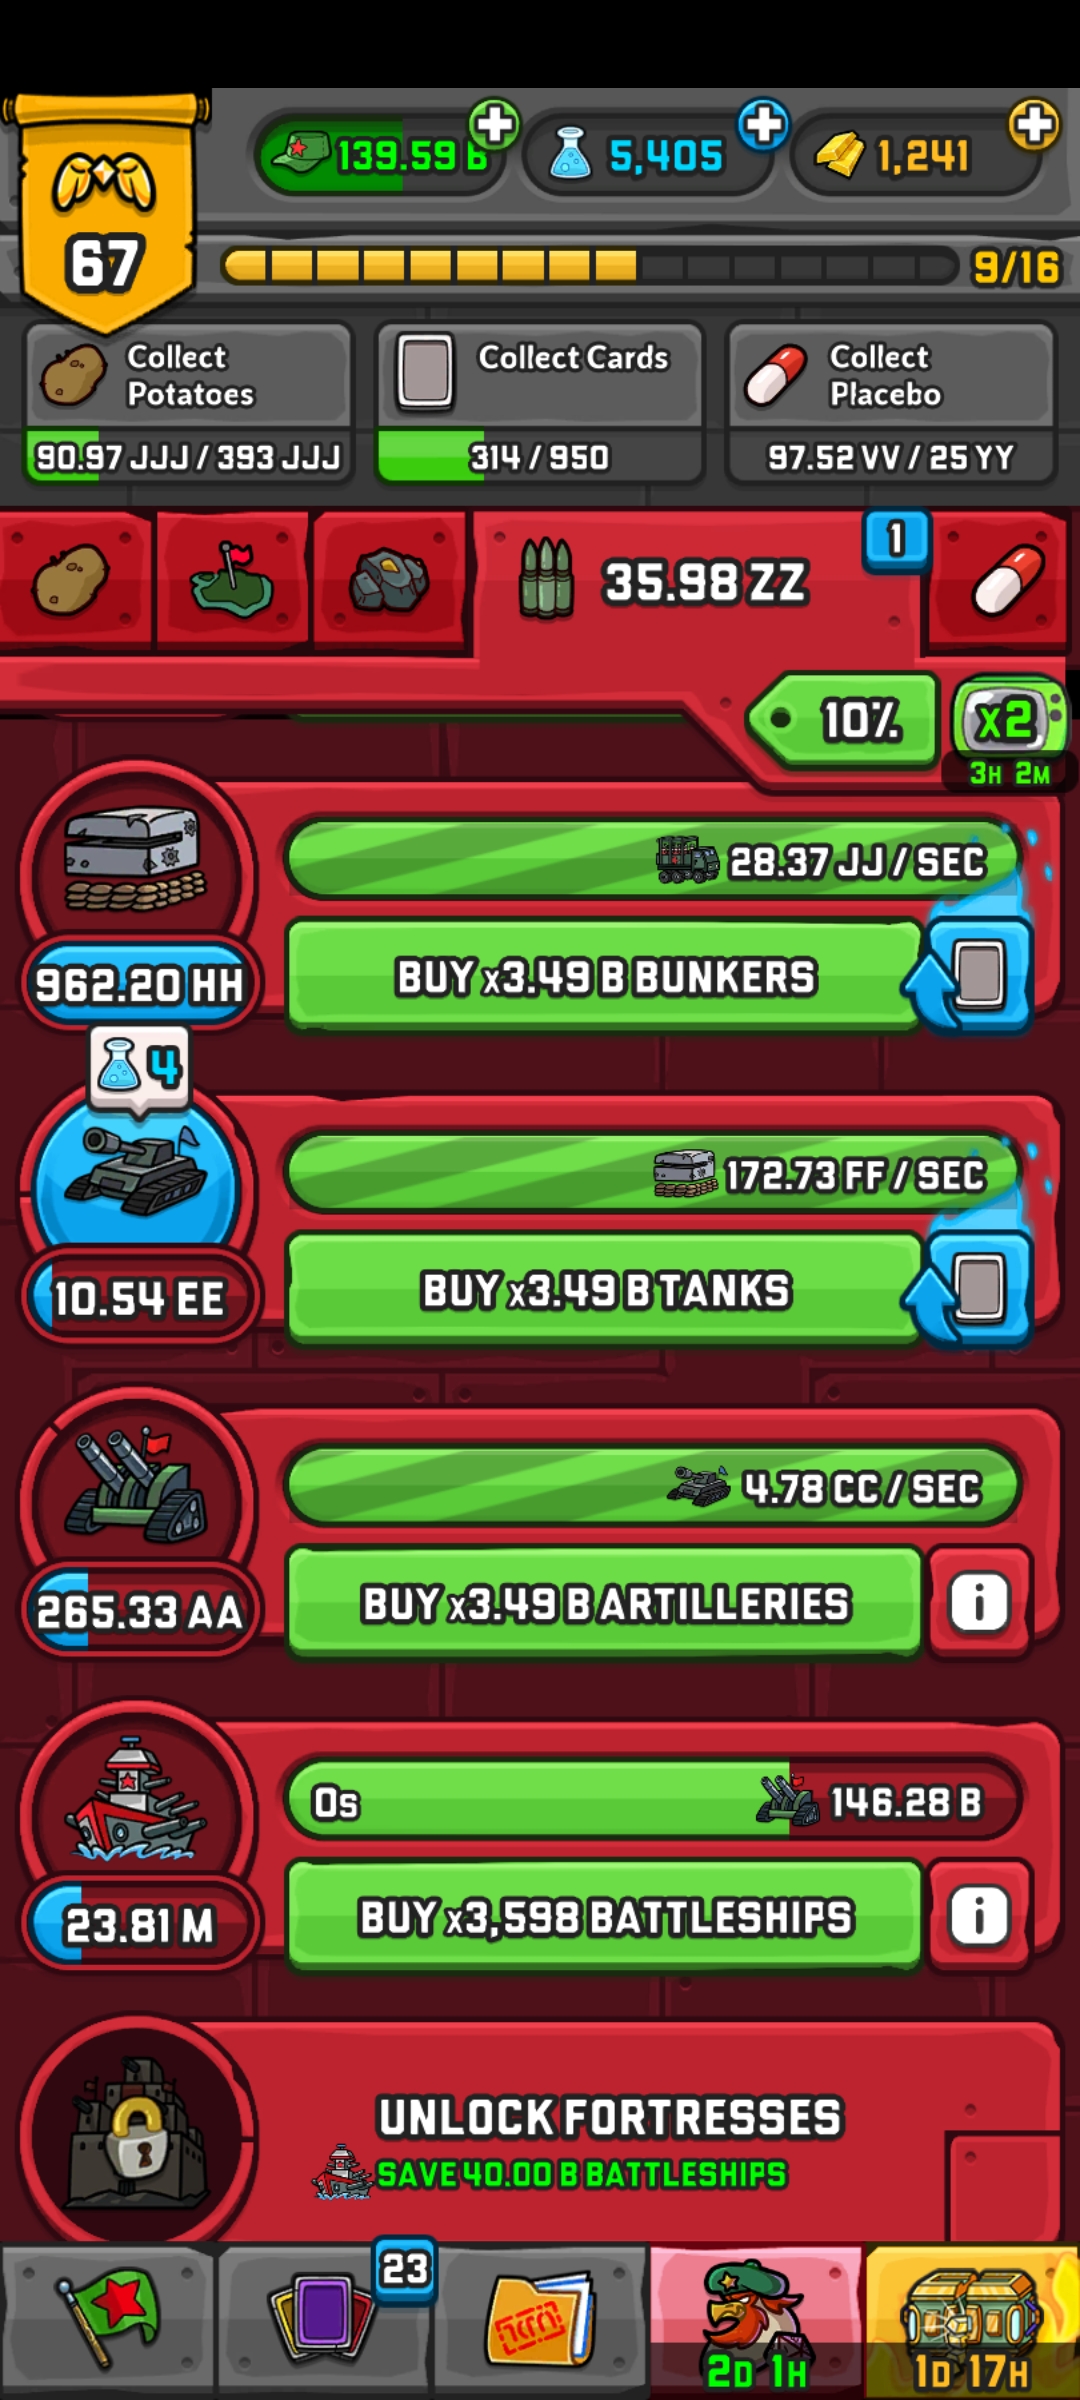 139.59 B
5,405
1,241
67
9/16
Collect
Potatoes
90.97 JJJ / 393 JJJ
Collect Cards
314 / 950
Collect
Placebo
97.52 VV / 25 YY
35.98 ZZ
1
10%
x2
3H 2M
28.37 JJ / SEC
962.20 HH
BUY x3.49 B BUNKERS
4
172.73 FF / SEC
10.54 EE
BUY x3.49 B TANKS
4.78 CC / SEC
265.33 AA
BUY x3.49 B ARTILLERIES
i
0s
146.28 B
23.81 M
BUY x3,598 BATTLESHIPS
i
UNLOCK FORTRESSES
SAVE 40.00 B BATTLESHIPS
23
2D 1H
1D 17H